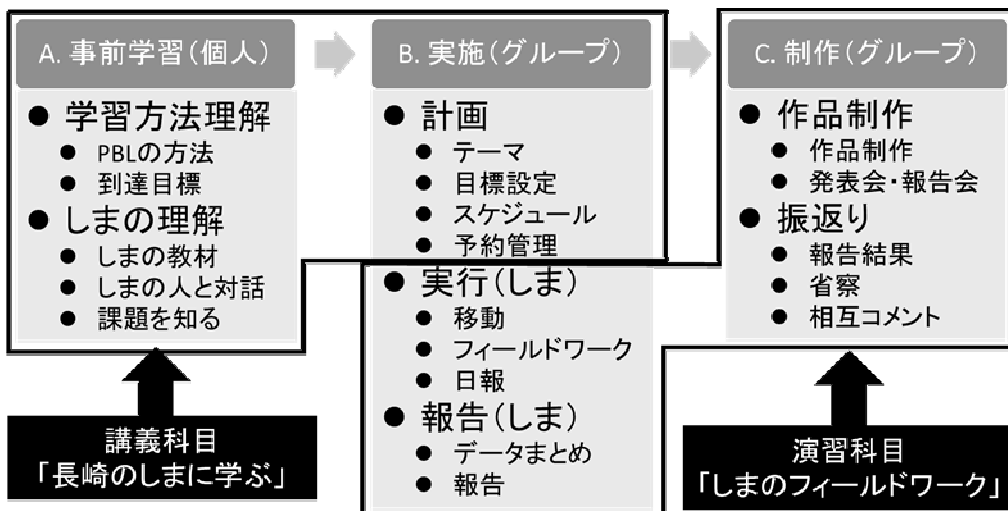 A. 事前学習(個人)
● 学習方法理解
● PBLの方法
● 到達目標
● しまの理解
● しまの教材
● しまの人と対話
● 課題を知る
講義科目
「長崎のしまに学ぶ」
B. 実施(グループ)
● 計画
● テーマ
● 目標設定
● スケジュール
● 予約管理
● 実行(しま)
● 移動
● フィールドワーク
● 日報
● 報告(しま)
● データまとめ
● 報告
C. 制作(グループ)
● 作品制作
● 作品制作
● 発表会・報告会
● 振返り
● 報告結果
● 省察
● 相互コメント
演習科目
「しまのフィールドワーク」